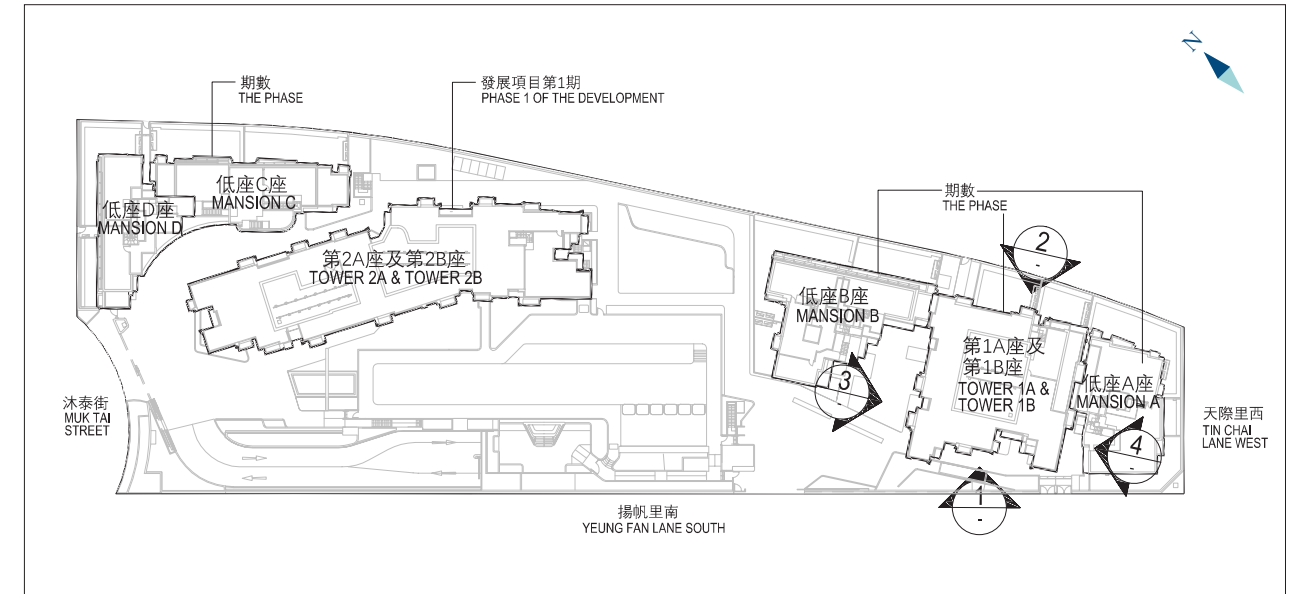 N
期數
THE PHASE
發展項目第1期
PHASE 1 OF THE DEVELOPMENT
低座C座
MANSION C
低座D座
MANSION D
第2A座及第2B座
TOWER 2A & TOWER 2B
期數
THE PHASE
2
-
低座B座
MANSION B
第1A座及
第1B座
TOWER 1A &
TOWER 1B
低座A座
MANSION A
3
-
4
-
1
-
沐泰街
MUK TAI
STREET
天際里西
TIN CHAI
LANE WEST
揚帆里南
YEUNG FAN LANE SOUTH